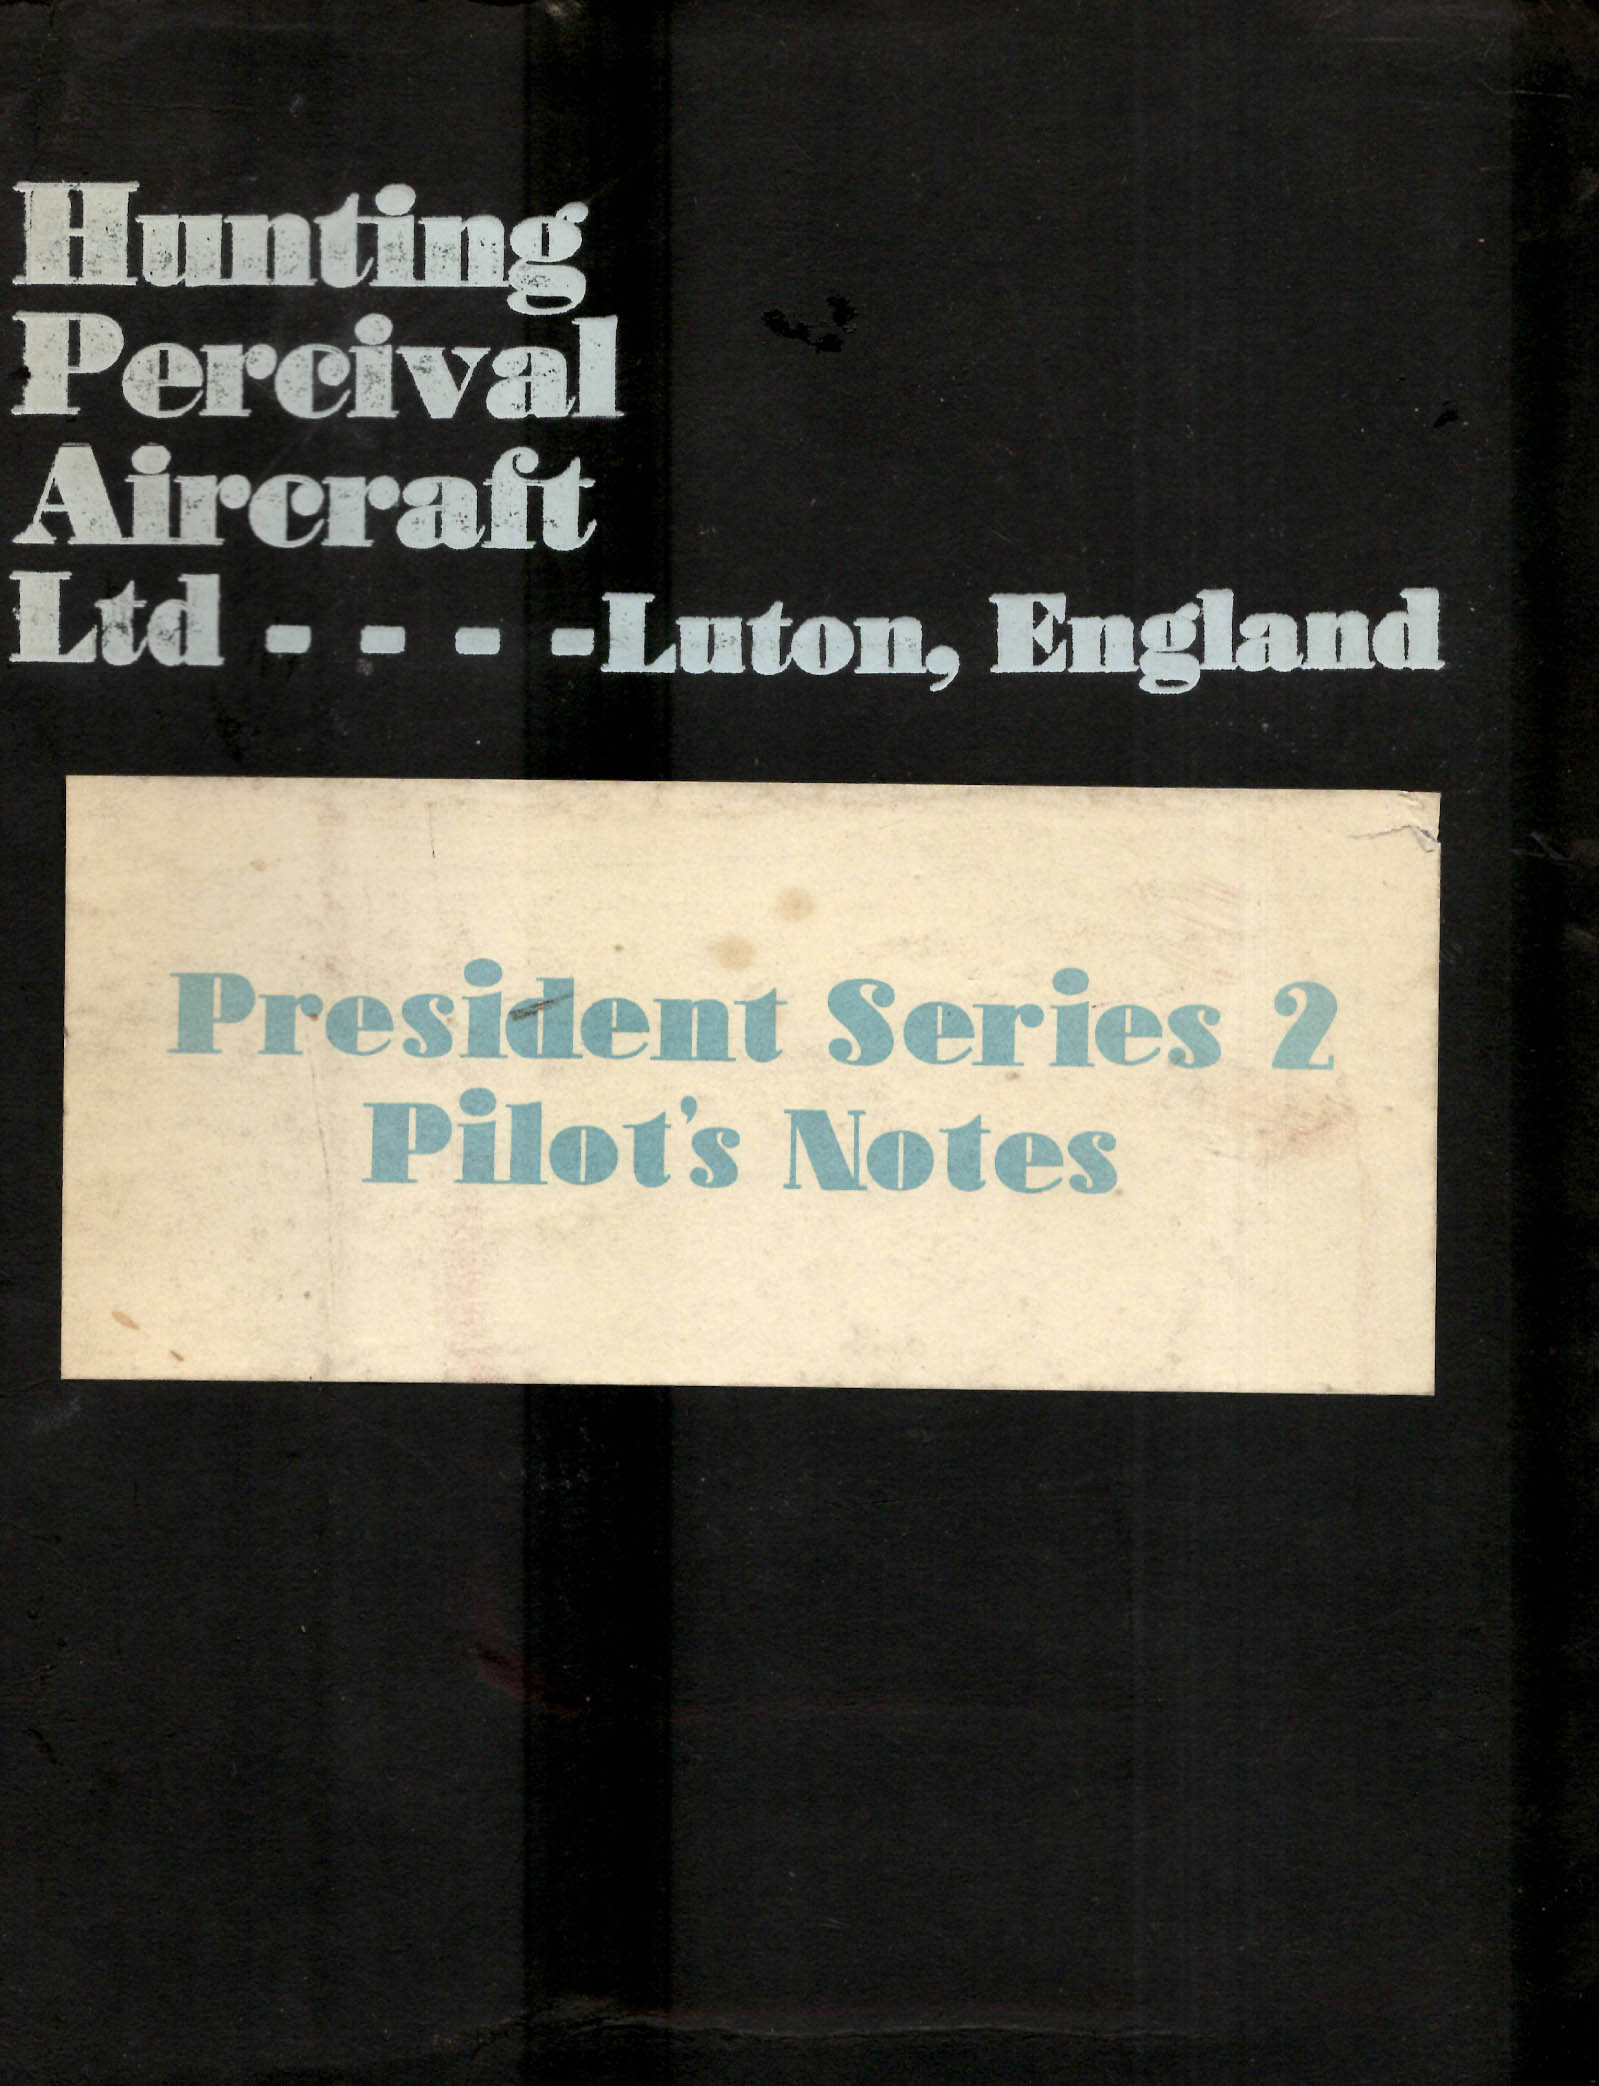 Hunting
Percival
Aircraft
Ltd - - - -Luton, England
President Series 2
Pilot's Notes